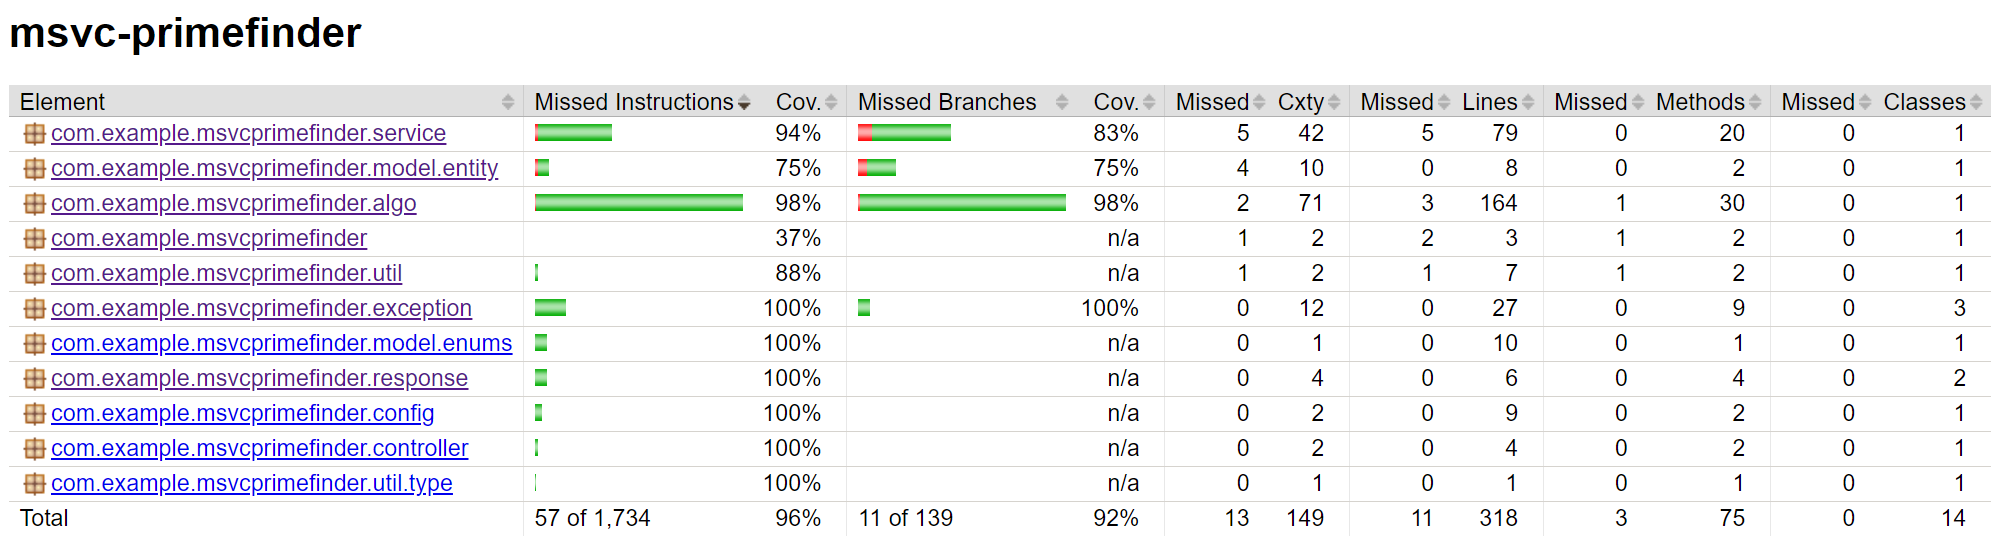 msvc-primefinder
Element Missed Instructions Cov. Missed Branches Cov. Missed Cxty Missed Lines Missed Methods Missed Classes
com.example.msvcprimefinder.service 94% 83% 5 42 5 79 0 20 0 1
com.example.msvcprimefinder.model.entity 75% 75% 4 10 0 8 0 2 0 1
com.example.msvcprimefinder.algo 98% 98% 2 71 3 164 1 30 0 1
com.example.msvcprimefinder 37% n/a 1 2 2 3 1 2 0 1
com.example.msvcprimefinder.util 88% n/a 1 2 1 7 1 2 0 1
com.example.msvcprimefinder.exception 100% 100% 0 12 0 27 0 9 0 3
com.example.msvcprimefinder.model.enums 100% n/a 0 1 0 10 0 1 0 1
com.example.msvcprimefinder.response 100% n/a 0 4 0 6 0 4 0 2
com.example.msvcprimefinder.config 100% n/a 0 2 0 9 0 2 0 1
com.example.msvcprimefinder.controller 100% n/a 0 2 0 4 0 2 0 1
com.example.msvcprimefinder.util.type 100% n/a 0 1 0 1 0 1 0 1
Total 57 of 1,734 96% 11 of 139 92% 13 149 11 318 3 75 0 14